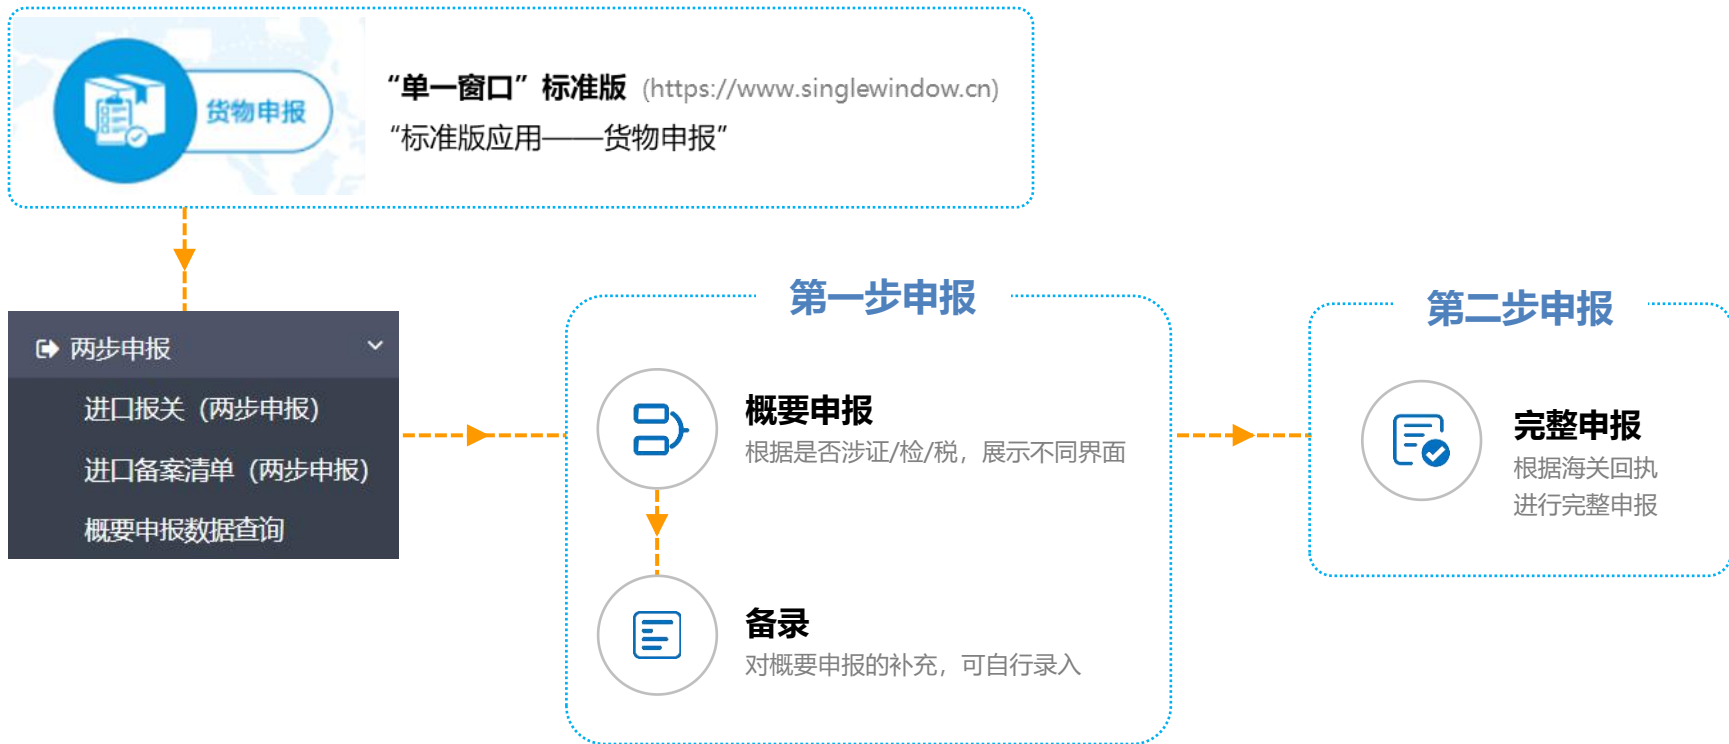 货物申报
“单一窗口”标准版 (https://www.singlewindow.cn)
“标准版应用——货物申报”
两步申报
进口报关（两步申报）
进口备案清单（两步申报）
概要申报数据查询
第一步申报
概要申报
根据是否涉证/检/税，展示不同界面
备录
对概要申报的补充，可自行录入
第二步申报
完整申报
根据海关回执
进行完整申报